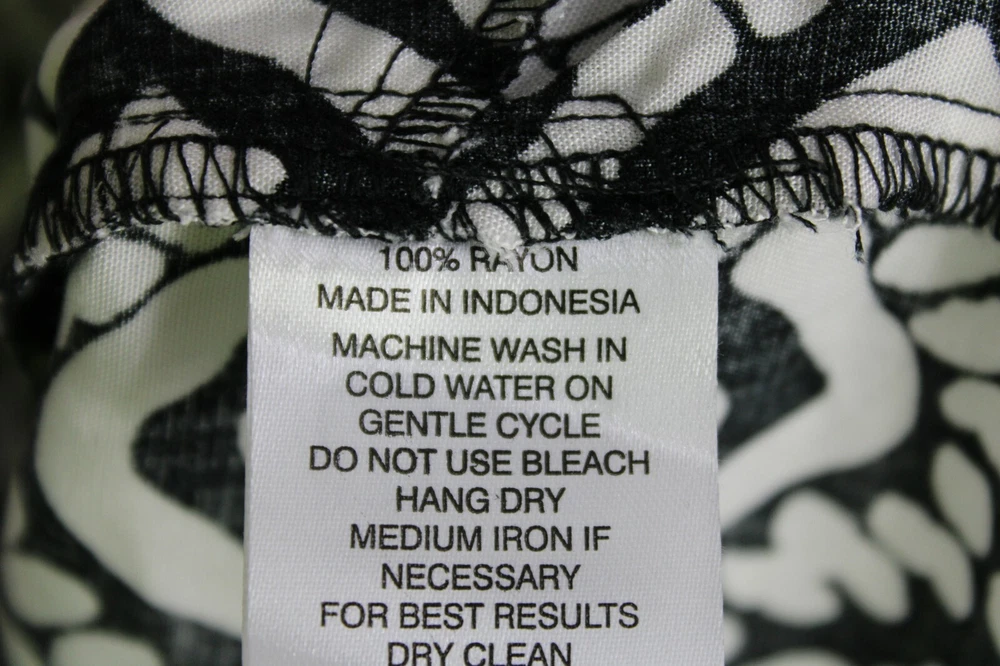 100% RAYON
MADE IN INDONESIA
MACHINE WASH IN
COLD WATER ON
GENTLE CYCLE
DO NOT USE BLEACH
HANG DRY
MEDIUM IRON IF
NECESSARY
FOR BEST RESULTS
DRY CLEAN